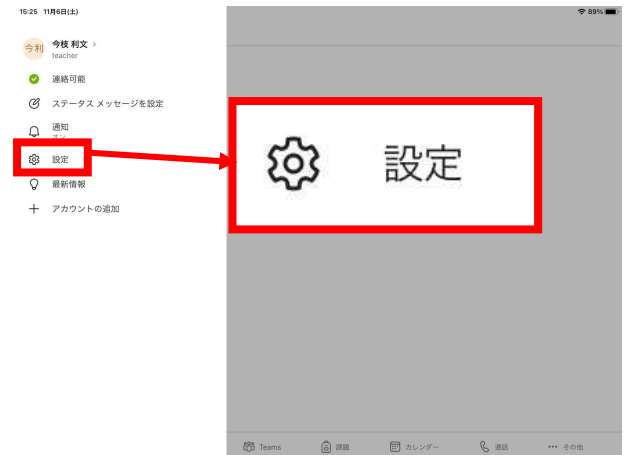 15:25 11月6日(土)
89%
今利
今枝 利文 >
teacher
連絡可能
ステータス メッセージを設定
通知
オン
設定
最新情報
アカウントの追加
設定
Teams
課題
カレンダー
通話
••• その他